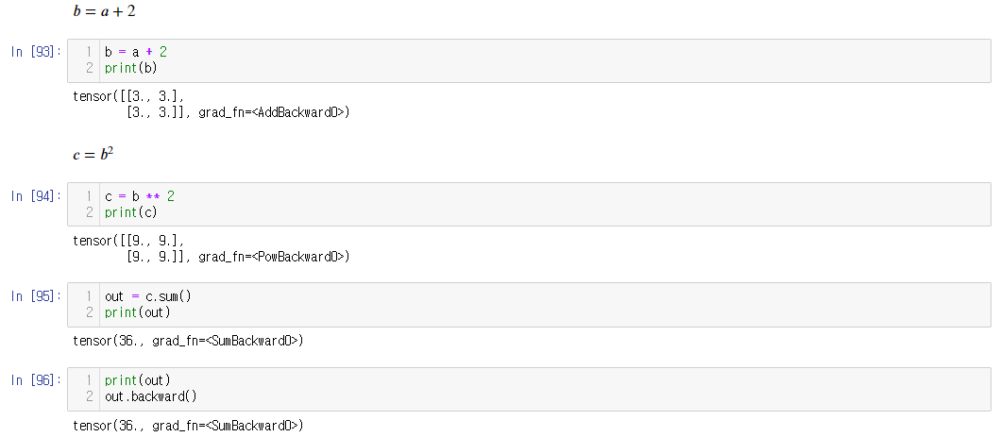 b = a + 2
In [93]:
1 b = a + 2
2 print(b)
tensor([[3., 3.],
        [3., 3.]], grad_fn=<AddBackward0>)
c = b²
In [94]:
1 c = b ** 2
2 print(c)
tensor([[9., 9.],
        [9., 9.]], grad_fn=<PowBackward0>)
In [95]:
1 out = c.sum()
2 print(out)
tensor(36., grad_fn=<SumBackward0>)
In [96]:
1 print(out)
2 out.backward()
tensor(36., grad_fn=<SumBackward0>)